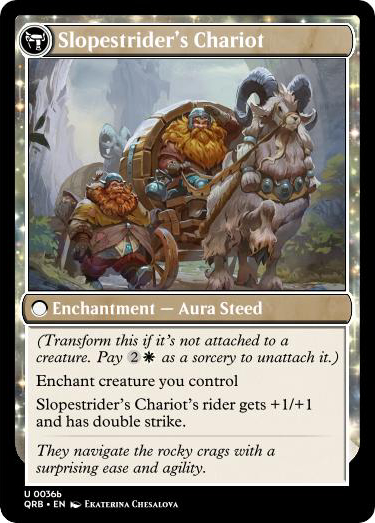 Slopestrider's Chariot
Enchantment — Aura Steed
(Transform this if it's not attached to a
creature. Pay 2 as a sorcery to unattach it.)
Enchant creature you control
Slopestrider's Chariot's rider gets +1/+1
and has double strike.
They navigate the rocky crags with a
surprising ease and agility.
U 0036b
QRB • EN Ekaterina Chesalova